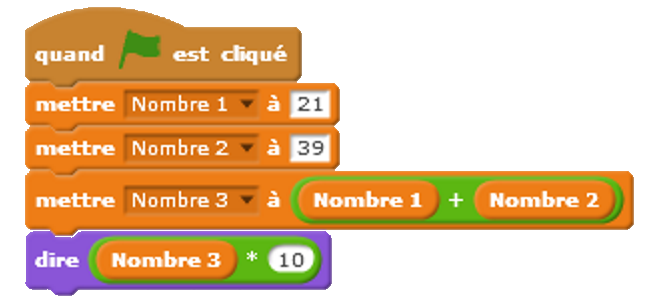 quand est cliqué
mettre Nombre 1 à 21
mettre Nombre 2 à 39
mettre Nombre 3 à Nombre 1 + Nombre 2
dire Nombre 3 * 10